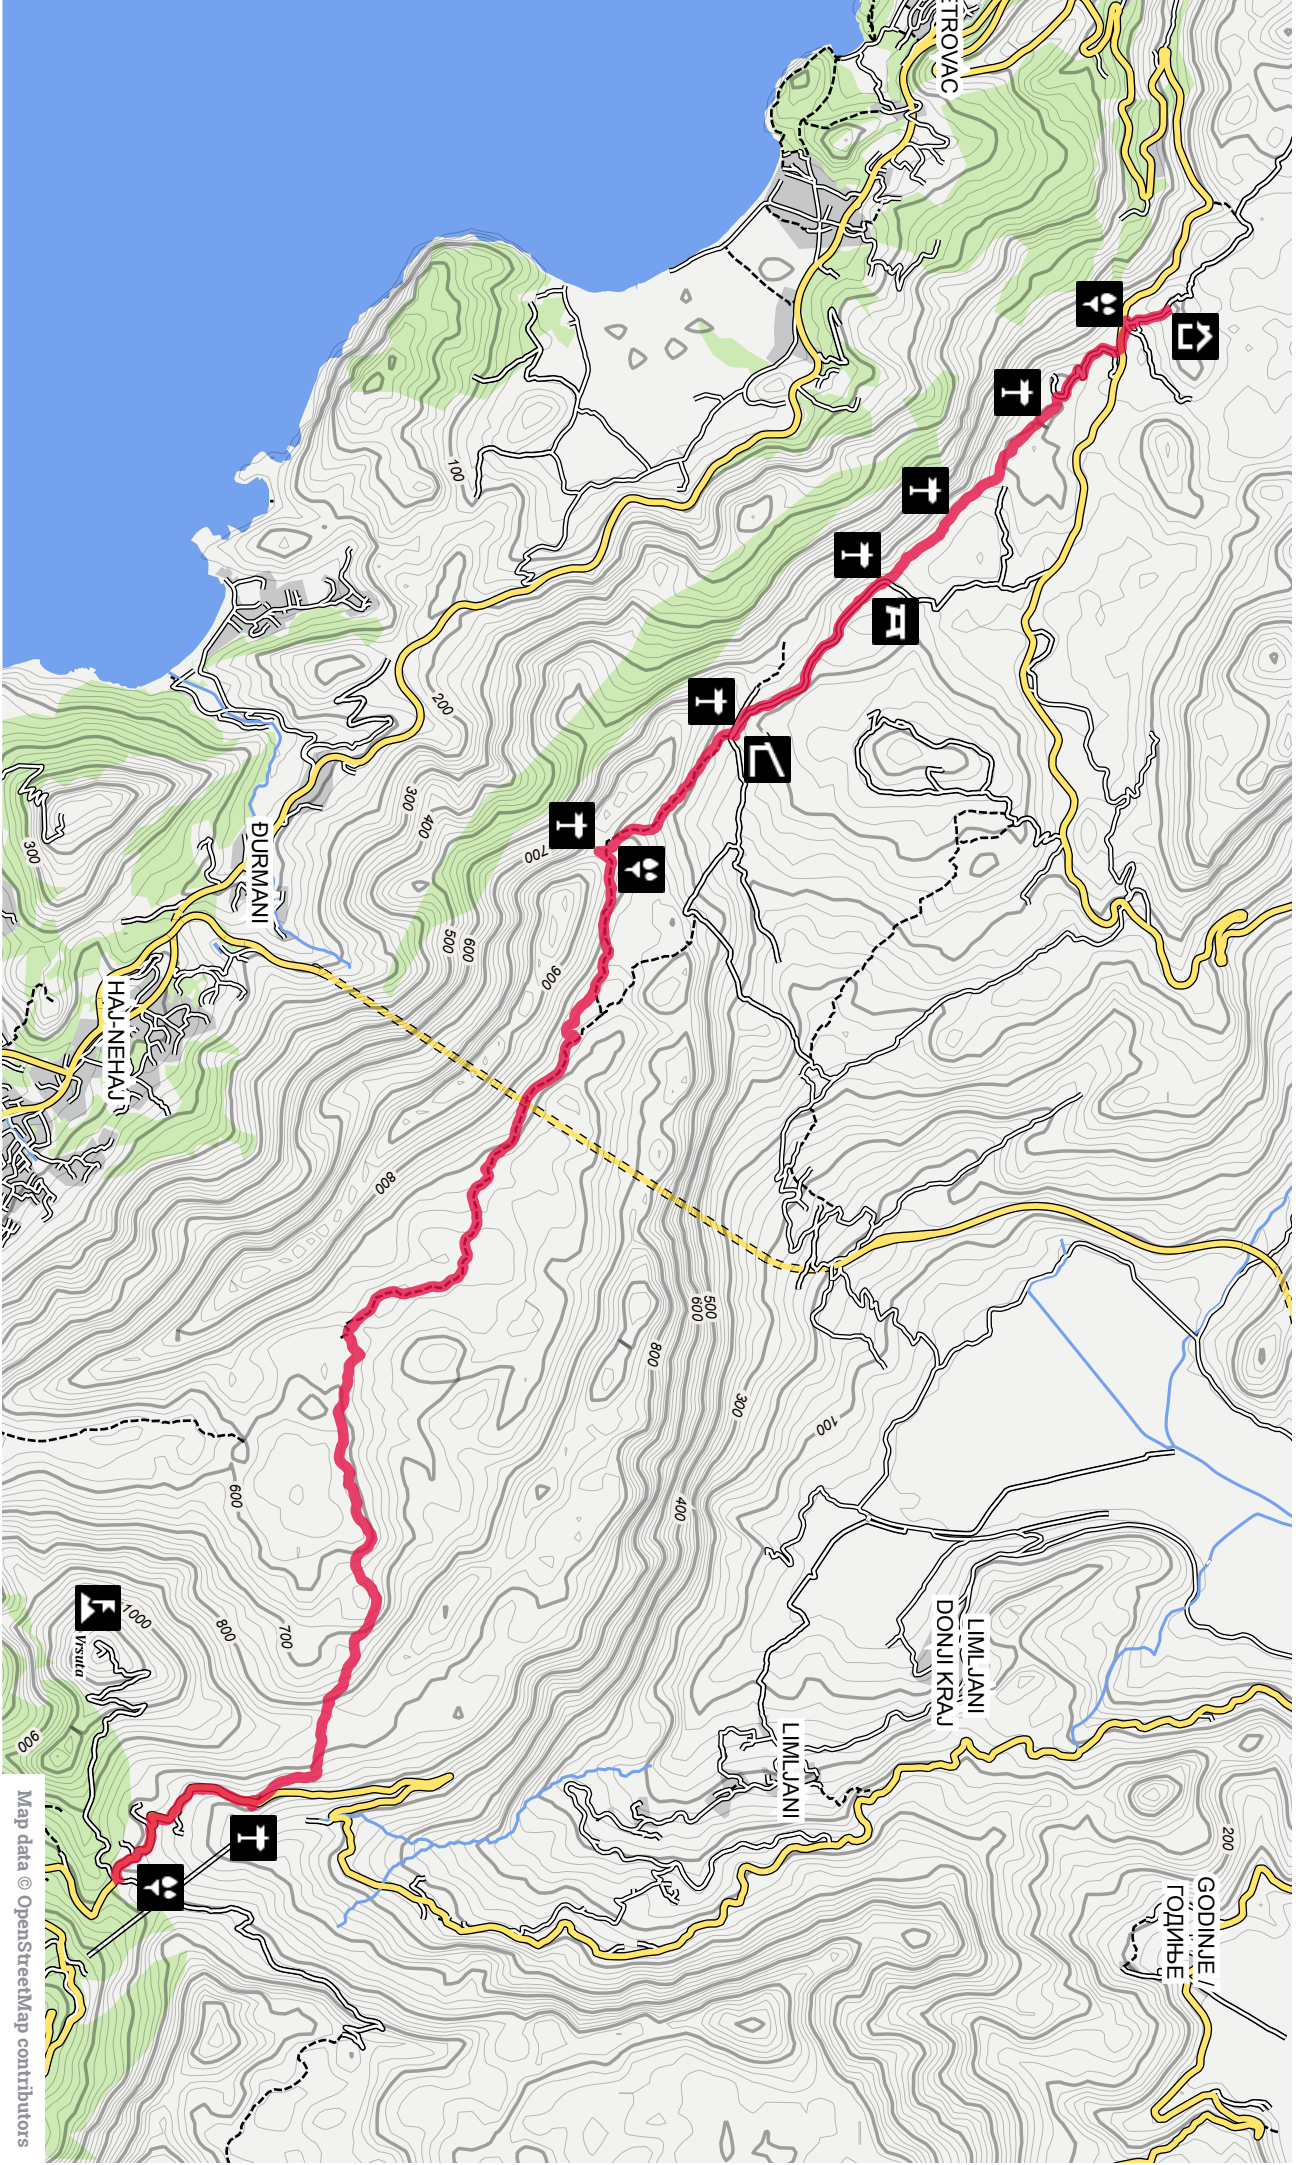 ETROVAC
100
200
300
400
700
300
ĐURMANI
500
600
900
HAJ-NEHAJ
800
500
600
800
300
100
400
600
1000
Vrsuta
800
700
900
LIMLJANI
DONJI KRAJ
LIMLJANI
200
GODINJE /
ГОДИЊЕ
Map data © OpenStreetMap contributors